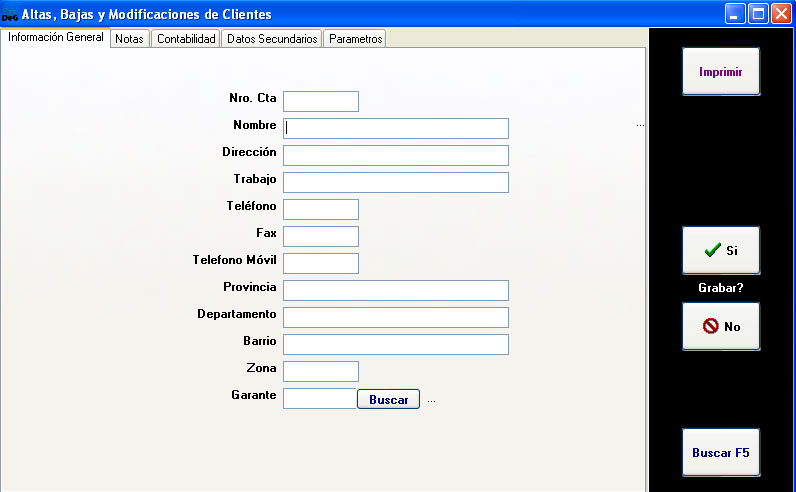 DeG Altas, Bajas y Modificaciones de Clientes
Información General Notas Contabilidad Datos Secundarios Parametros
Imprimir
Nro. Cta
Nombre ...
Dirección
Trabajo
Teléfono
Fax
Telefono Móvil
Si
Provincia
Grabar?
Departamento
No
Barrio
Zona
Garante Buscar ...
Buscar F5